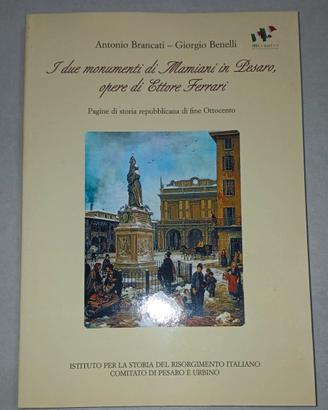 Antonio Brancati – Giorgio Benelli
I due monumenti di Mamiani in Pesaro,
opere di Ettore Ferrari
Pagine di storia repubblicana di fine Ottocento
ISTITUTO PER LA STORIA DEL RISORGIMENTO ITALIANO
COMITATO DI PESARO E URBINO